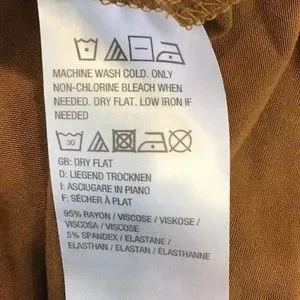 MACHINE WASH COLD. ONLY
NON-CHLORINE BLEACH WHEN
NEEDED. DRY FLAT. LOW IRON IF
NEEDED
30
GB: DRY FLAT
D: LIEGEND TROCKNEN
I: ASCIUGARE IN PIANO
F: SÉCHER À PLAT
95% RAYON / VISCOSE / VISKOSE /
VISCOSA / VISCOSE
5% SPANDEX / ELASTANE /
ELASTHAN / ELASTAN / ÉLASTHANNE